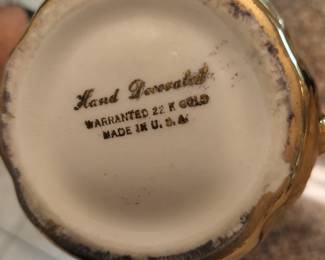 Hand Decorated
WARRANTED 22 K GOLD
MADE IN U. S. A.